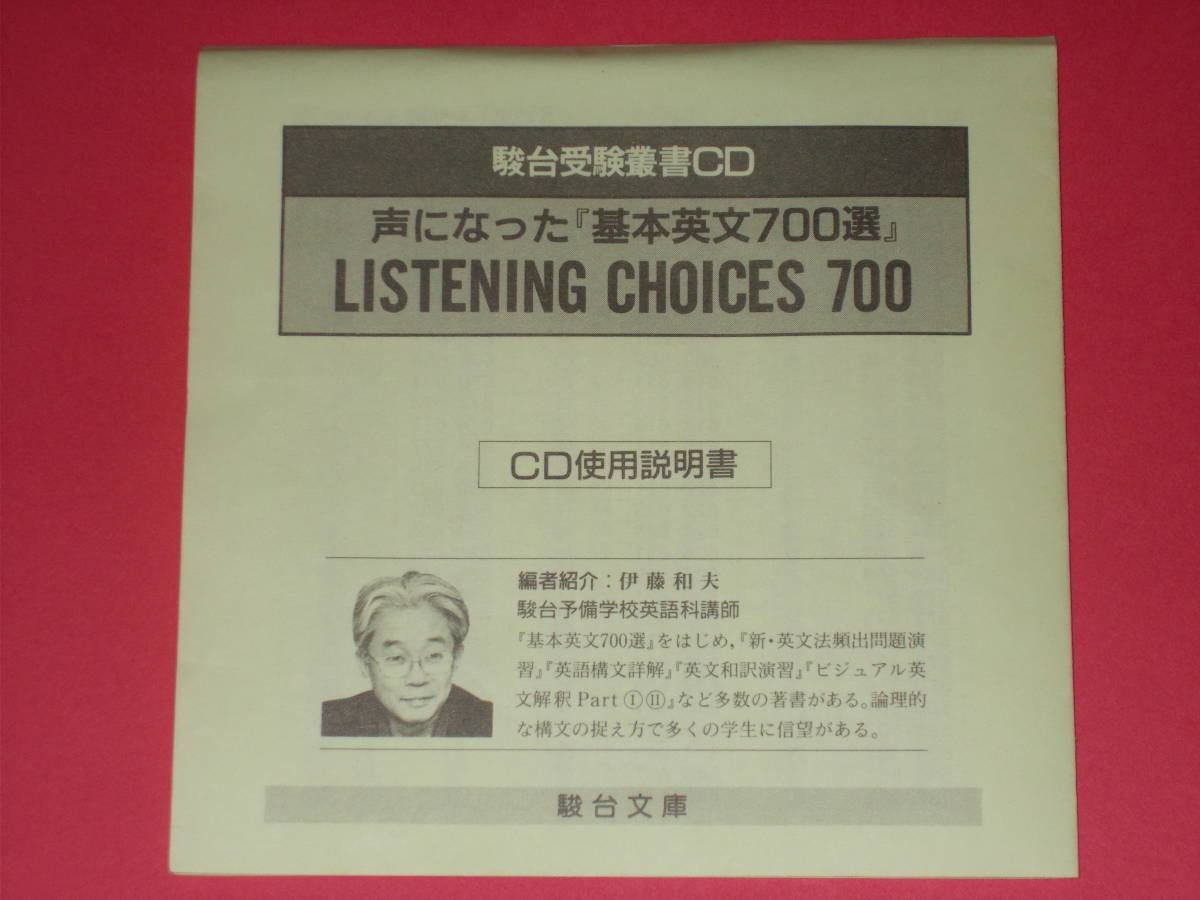 駿台受験叢書CD
声になった『基本英文700選』
LISTENING CHOICES 700
CD使用説明書
編者紹介：伊藤和夫
駿台予備学校英語科講師
『基本英文700選』をはじめ,『新・英文法頻出問題演
習』『英語構文詳解』『英文和訳演習』『ビジュアル英
文解釈 Part Ⓘⓘⓘ』など多数の著書がある。論理的
な構文の捉え方で多くの学生に信望がある。
駿台文庫